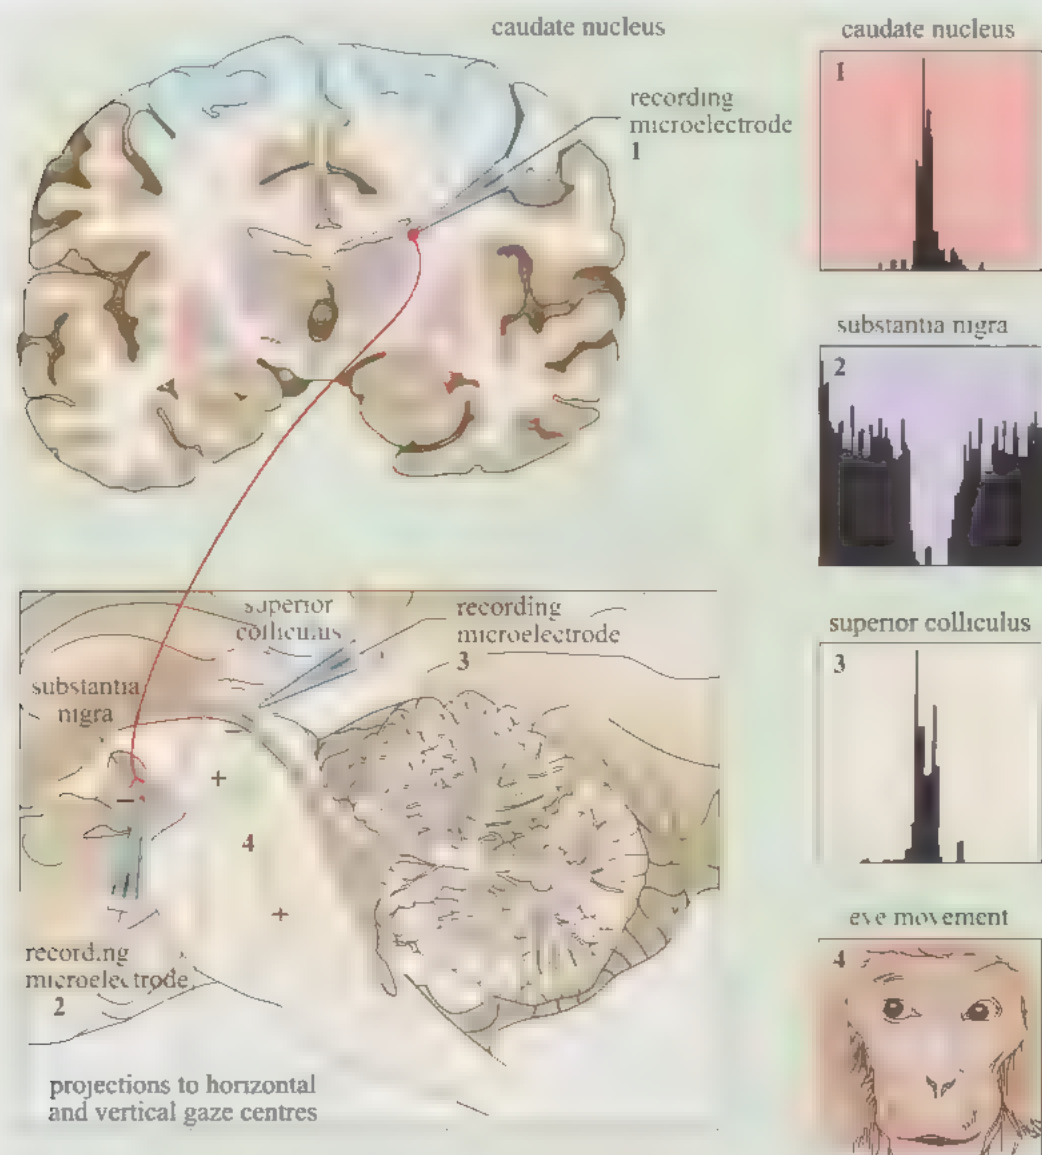 caudate nucleus
recording
microelectrode
1
caudate nucleus
1
substantia nigra
2
superior colliculus
3
eye movement
4
superior
colliculus
recording
microelectrode
3
substantia
nigra
−
+
−
4
+
recording
microelectrode
2
projections to horizontal
and vertical gaze centres